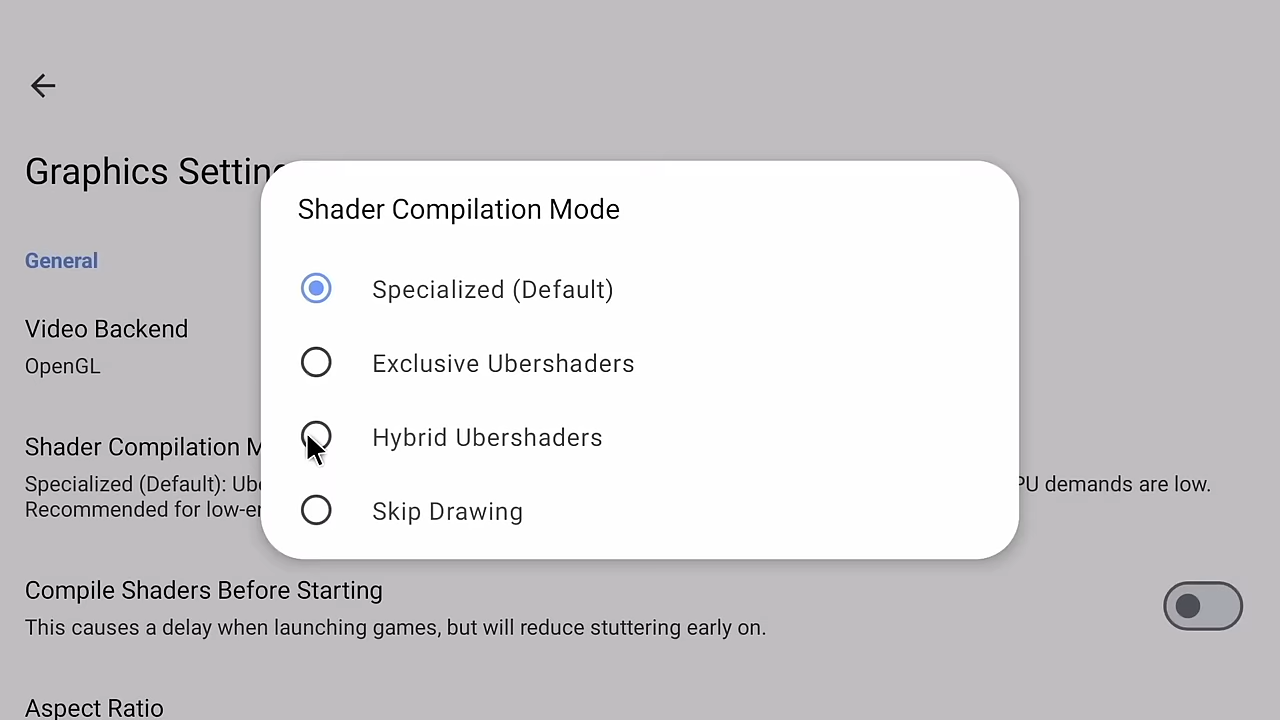 Graphics Settin
Shader Compilation Mode
Specialized (Default)
Exclusive Ubershaders
Hybrid Ubershaders
Skip Drawing
General
Video Backend
OpenGL
Shader Compilation M
Specialized (Default): Ub
PU demands are low.
Recommended for low-e
Compile Shaders Before Starting
This causes a delay when launching games, but will reduce stuttering early on.
Aspect Ratio